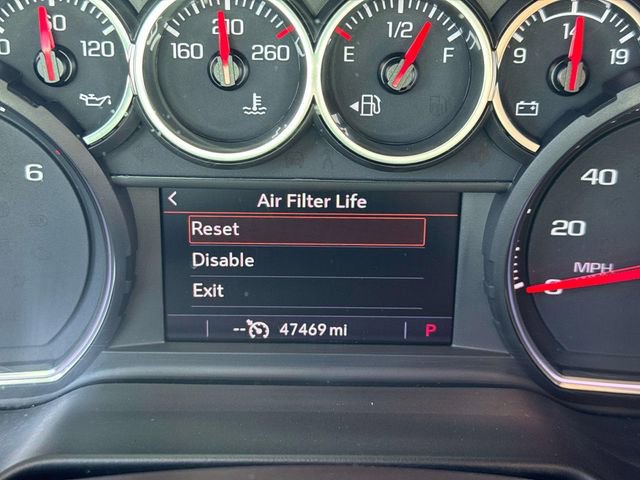 60 120
160 210 260
E 1/2 F
9 14 19
6
Air Filter Life
Reset
Disable
Exit
-- 47469 mi P
40
20
MPH
0